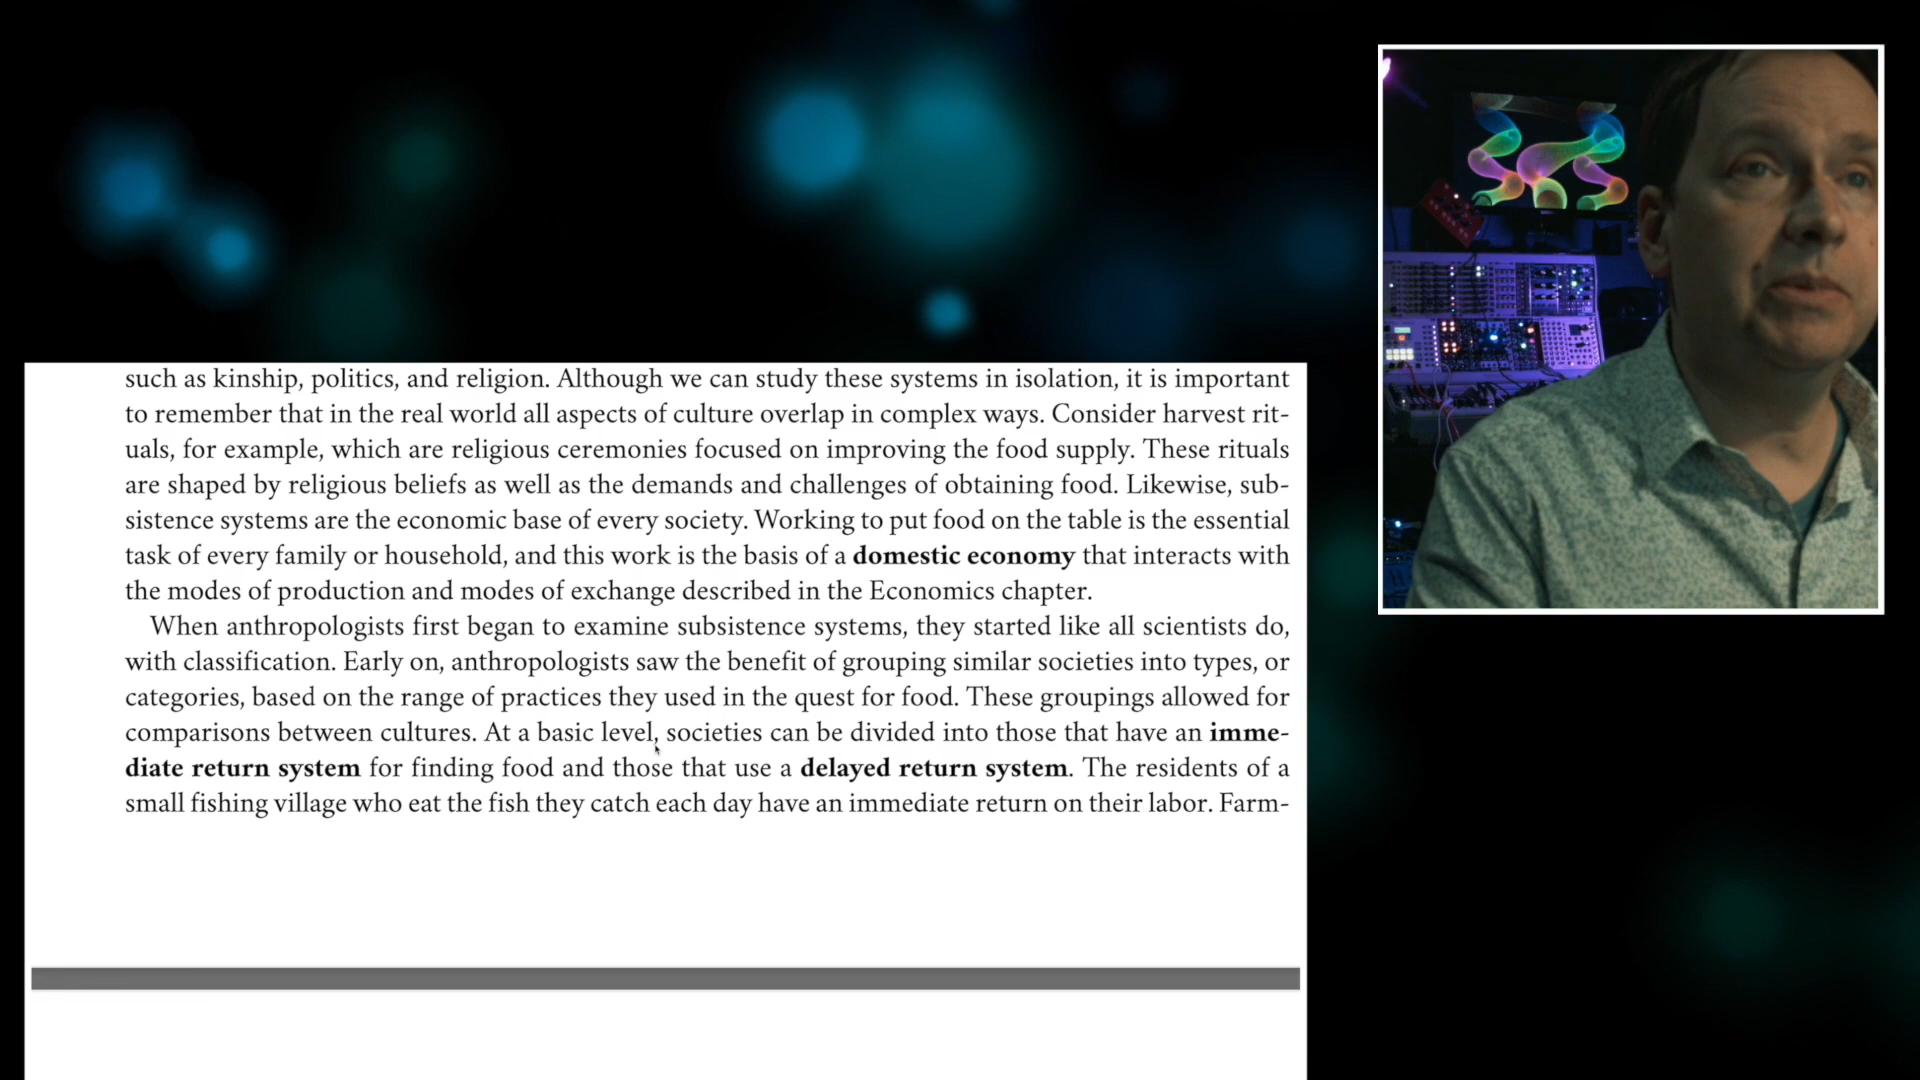 such as kinship, politics, and religion. Although we can study these systems in isolation, it is important
to remember that in the real world all aspects of culture overlap in complex ways. Consider harvest rit-
uals, for example, which are religious ceremonies focused on improving the food supply. These rituals
are shaped by religious beliefs as well as the demands and challenges of obtaining food. Likewise, sub-
sistence systems are the economic base of every society. Working to put food on the table is the essential
task of every family or household, and this work is the basis of a domestic economy that interacts with
the modes of production and modes of exchange described in the Economics chapter.
When anthropologists first began to examine subsistence systems, they started like all scientists do,
with classification. Early on, anthropologists saw the benefit of grouping similar societies into types, or
categories, based on the range of practices they used in the quest for food. These groupings allowed for
comparisons between cultures. At a basic level, societies can be divided into those that have an imme-
diate return system for finding food and those that use a delayed return system. The residents of a
small fishing village who eat the fish they catch each day have an immediate return on their labor. Farm-